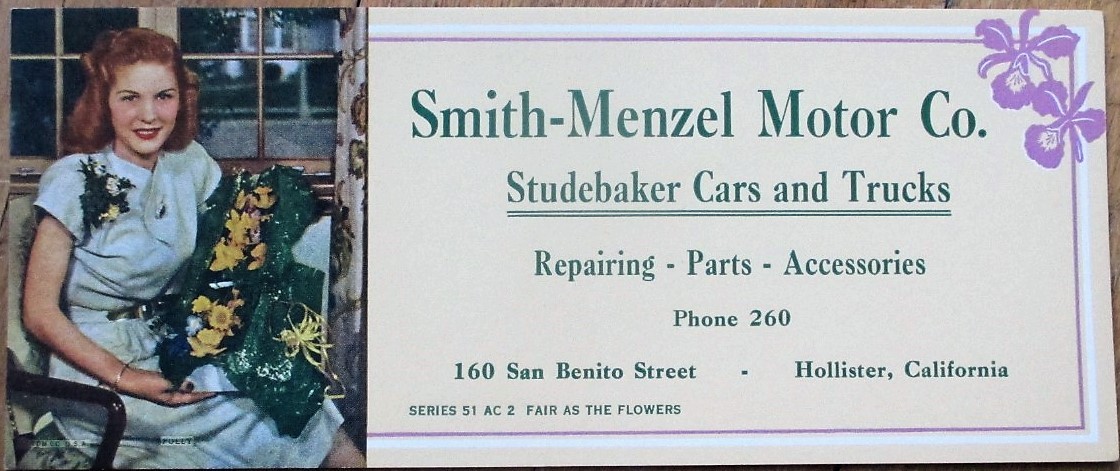 Smith-Menzel Motor Co.
Studebaker Cars and Trucks
Repairing - Parts - Accessories
Phone 260
160 San Benito Street - Hollister, California
SERIES 51 AC 2 FAIR AS THE FLOWERS